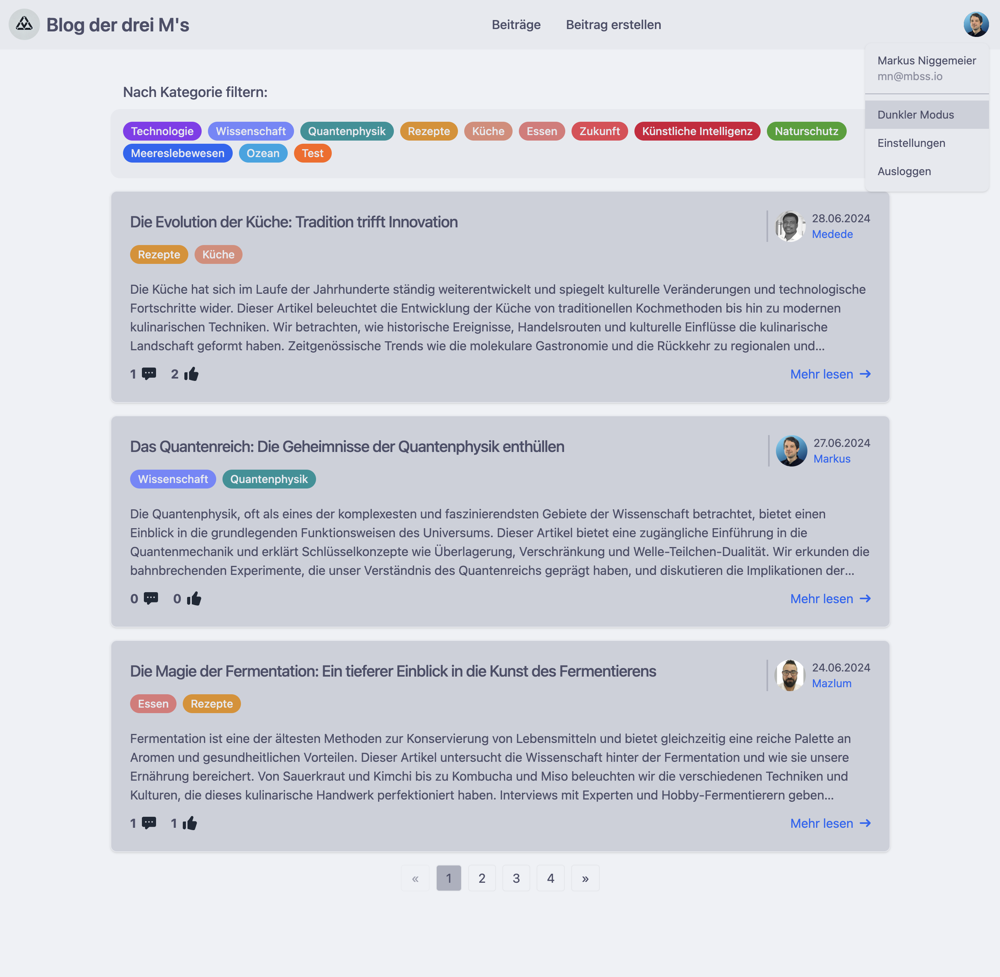 Blog der drei M's
Beiträge
Beitrag erstellen
Markus Niggemeier
mn@mbss.io
Dunkler Modus
Einstellungen
Ausloggen
Nach Kategorie filtern:
Technologie Wissenschaft Quantenphysik Rezepte Küche Essen Zukunft Künstliche Intelligenz Naturschutz
Meereslebewesen Ozean Test
Die Evolution der Küche: Tradition trifft Innovation
28.06.2024
Medede
Rezepte Küche
Die Küche hat sich im Laufe der Jahrhunderte ständig weiterentwickelt und spiegelt kulturelle Veränderungen und technologische
Fortschritte wider. Dieser Artikel beleuchtet die Entwicklung der Küche von traditionellen Kochmethoden bis hin zu modernen
kulinarischen Techniken. Wir betrachten, wie historische Ereignisse, Handelsrouten und kulturelle Einflüsse die kulinarische
Landschaft geformt haben. Zeitgenössische Trends wie die molekulare Gastronomie und die Rückkehr zu regionalen und...
1 2 Mehr lesen →
Das Quantenreich: Die Geheimnisse der Quantenphysik enthüllen
27.06.2024
Markus
Wissenschaft Quantenphysik
Die Quantenphysik, oft als eines der komplexesten und faszinierendsten Gebiete der Wissenschaft betrachtet, bietet einen
Einblick in die grundlegenden Funktionsweisen des Universums. Dieser Artikel bietet eine zugängliche Einführung in die
Quantenmechanik und erklärt Schlüsselkonzepte wie Überlagerung, Verschränkung und Welle-Teilchen-Dualität. Wir erkunden die
bahnbrechenden Experimente, die unser Verständnis des Quantenreichs geprägt haben, und diskutieren die Implikationen der...
0 0 Mehr lesen →
Die Magie der Fermentation: Ein tieferer Einblick in die Kunst des Fermentierens
24.06.2024
Mazlum
Essen Rezepte
Fermentation ist eine der ältesten Methoden zur Konservierung von Lebensmitteln und bietet gleichzeitig eine reiche Palette an
Aromen und gesundheitlichen Vorteilen. Dieser Artikel untersucht die Wissenschaft hinter der Fermentation und wie sie unsere
Ernährung bereichert. Von Sauerkraut und Kimchi bis zu Kombucha und Miso beleuchten wir die verschiedenen Techniken und
Kulturen, die dieses kulinarische Handwerk perfektioniert haben. Interviews mit Experten und Hobby-Fermentierern geben...
1 1 Mehr lesen →
« 1 2 3 4 »